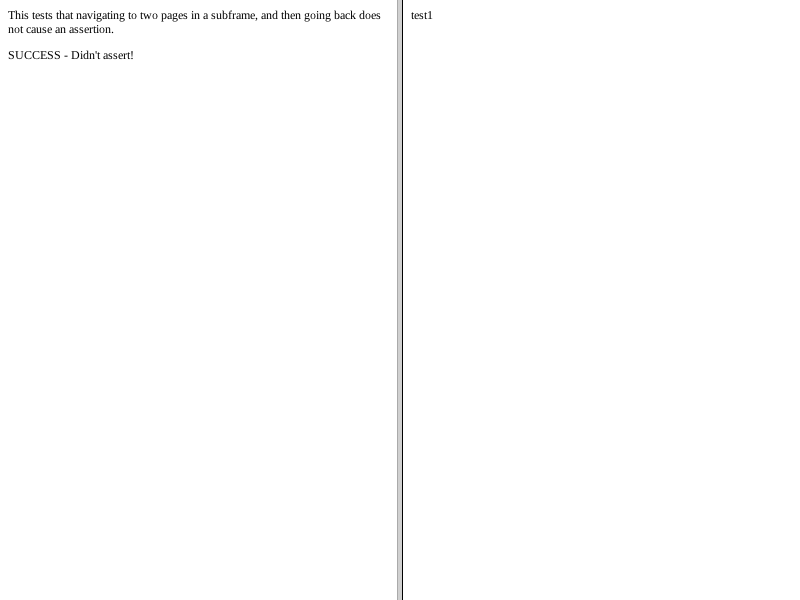 This tests that navigating to two pages in a subframe, and then going back does
not cause an assertion.
SUCCESS - Didn't assert!
test1